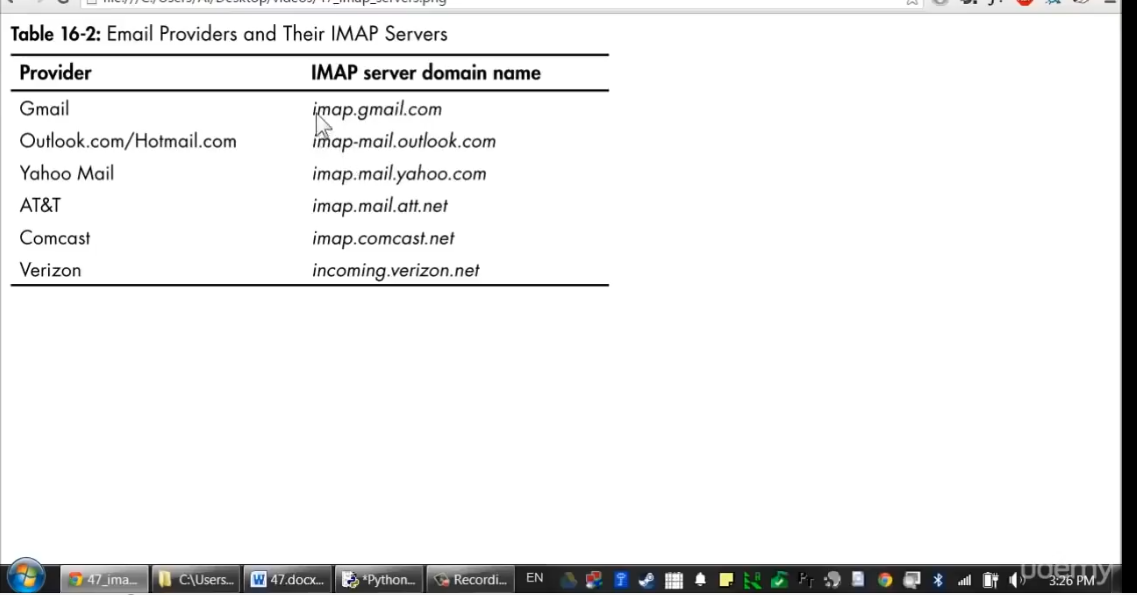 Table 16-2: Email Providers and Their IMAP Servers
Provider IMAP server domain name
Gmail imap.gmail.com
Outlook.com/Hotmail.com imap-mail.outlook.com
Yahoo Mail imap.mail.yahoo.com
AT&T imap.mail.att.net
Comcast imap.comcast.net
Verizon incoming.verizon.net
47_ima... C:\Users... 47.docx... *Python... Recordi... EN 3:26 PM
udemy